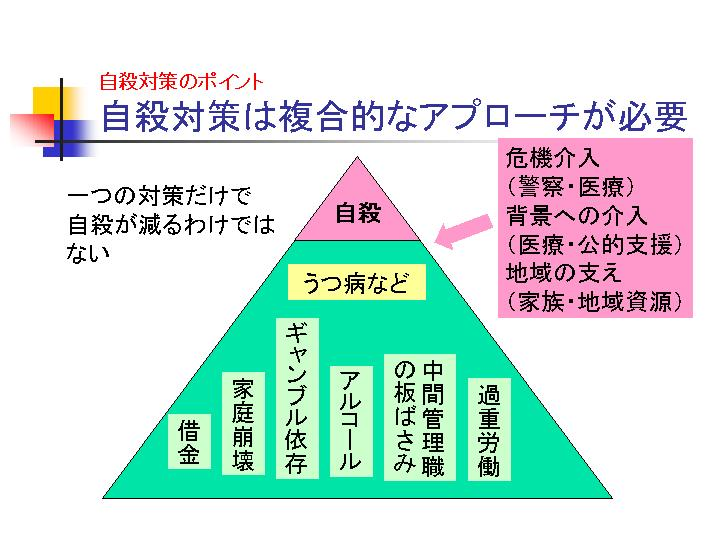 自殺対策のポイント
自殺対策は複合的なアプローチが必要
一つの対策だけで
自殺が減るわけでは
ない
自殺
危機介入
（警察・医療）
背景への介入
（医療・公的支援）
地域の支え
（家族・地域資源）
うつ病など
借金
家庭崩壊
ギャンブル依存
アルコール
中間管理職
の板ばさみ
過重労働